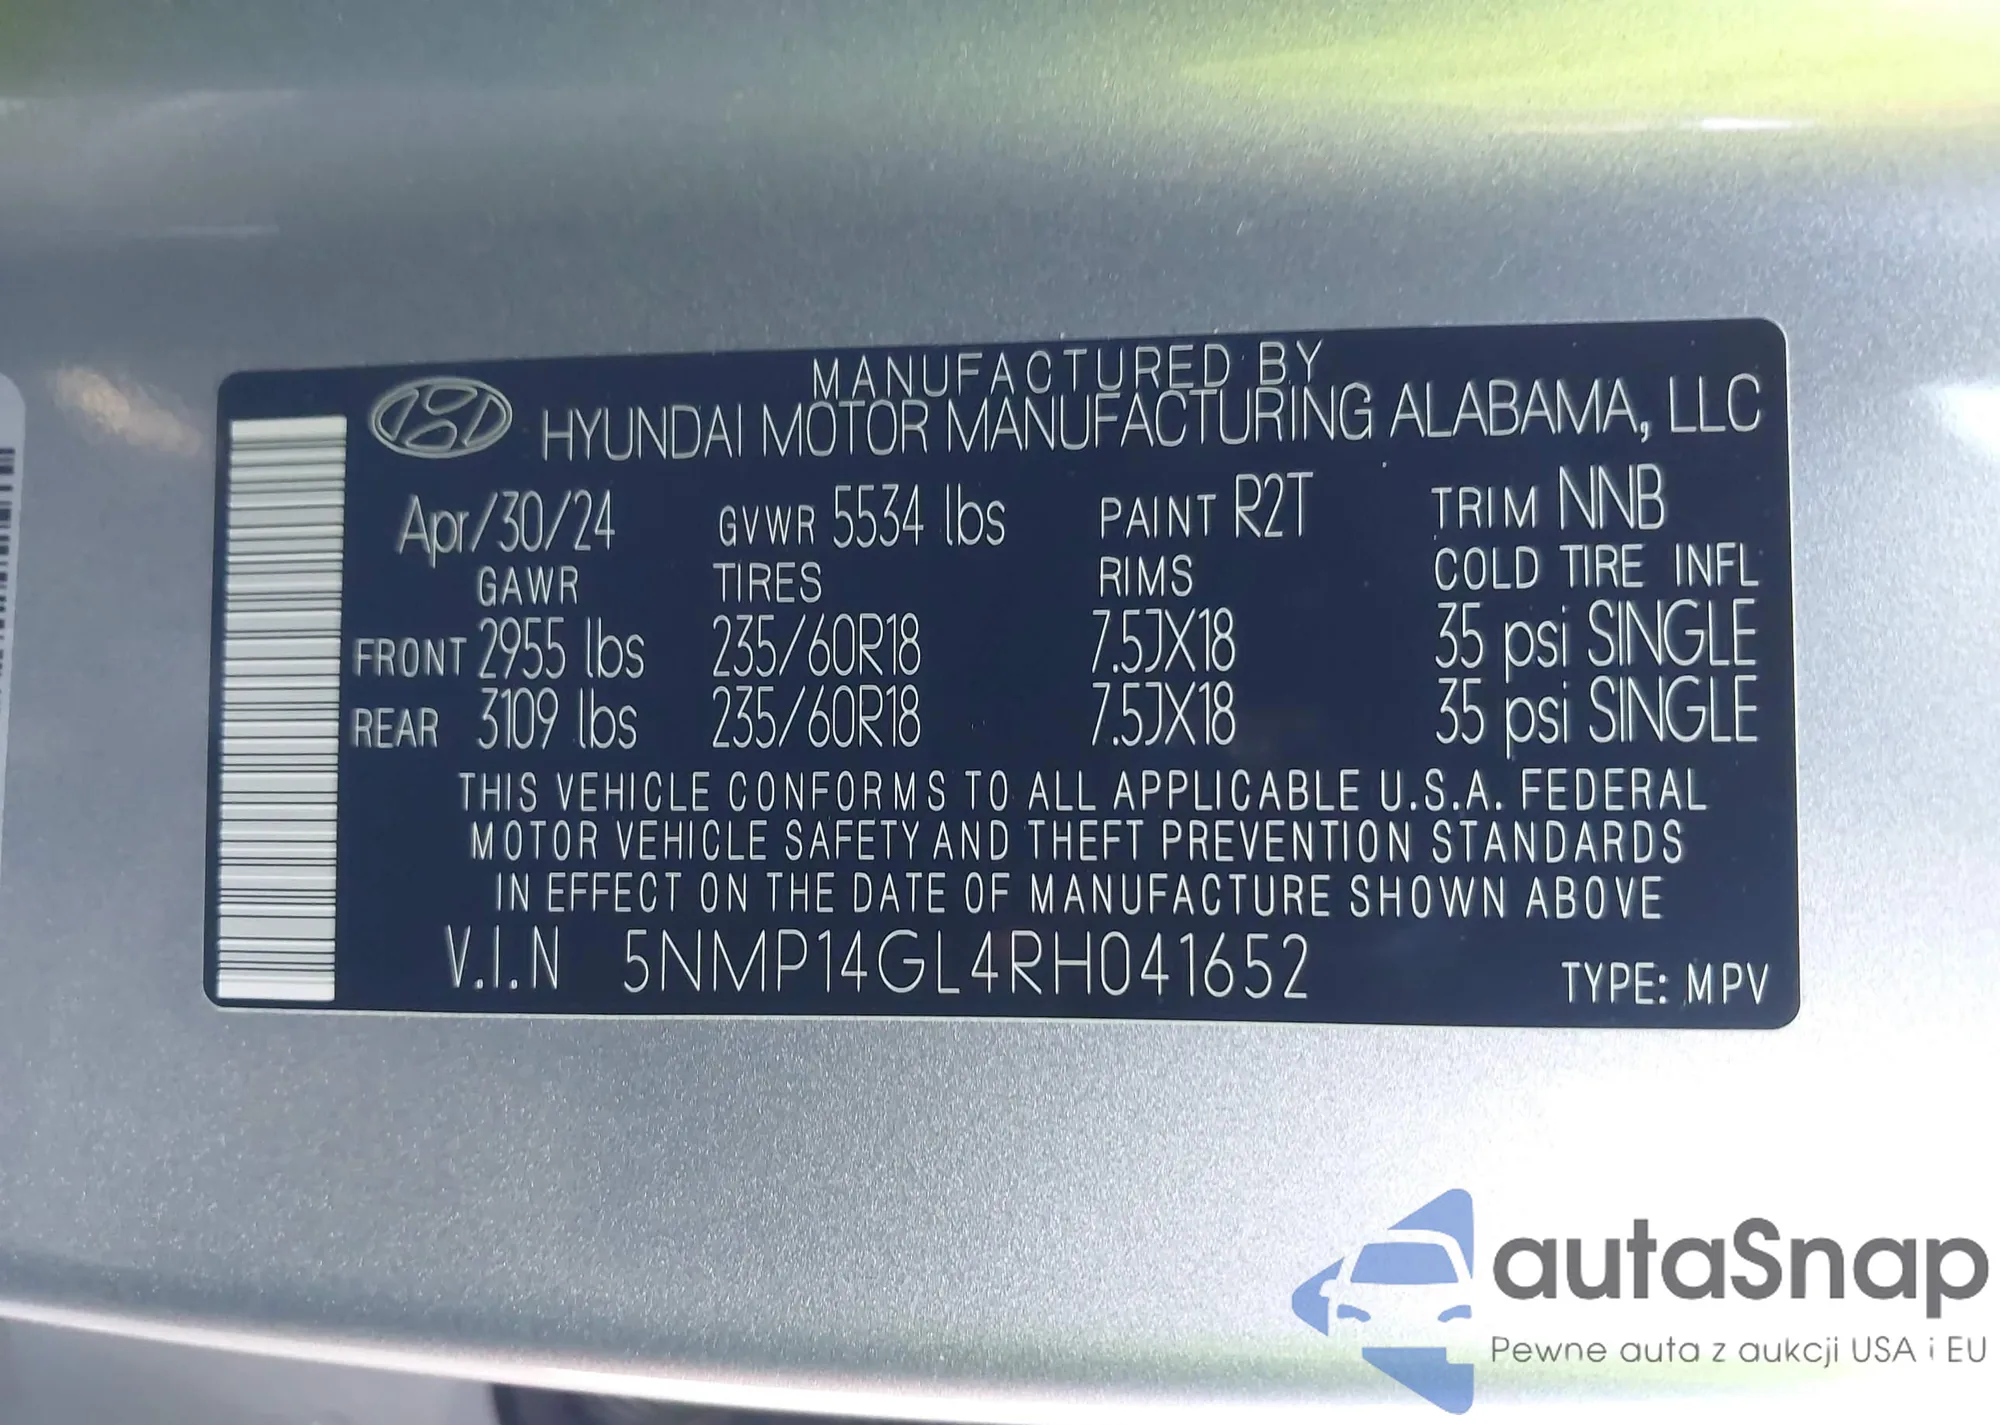 MANUFACTURED BY
HYUNDAI MOTOR MANUFACTURING ALABAMA, LLC
Apr/30/24 GVWR 5534 lbs PAINT R2T TRIM NNB
GAWR TIRES RIMS COLD TIRE INFL
FRONT 2955 lbs 235/60R18 7.5JX18 35 psi SINGLE
REAR 3109 lbs 235/60R18 7.5JX18 35 psi SINGLE
THIS VEHICLE CONFORMS TO ALL APPLICABLE U.S.A. FEDERAL
MOTOR VEHICLE SAFETY AND THEFT PREVENTION STANDARDS
IN EFFECT ON THE DATE OF MANUFACTURE SHOWN ABOVE
V.I.N 5NMP14GL4RH041652 TYPE: MPV
autaSnap
Pewne auta z aukcji USA i EU